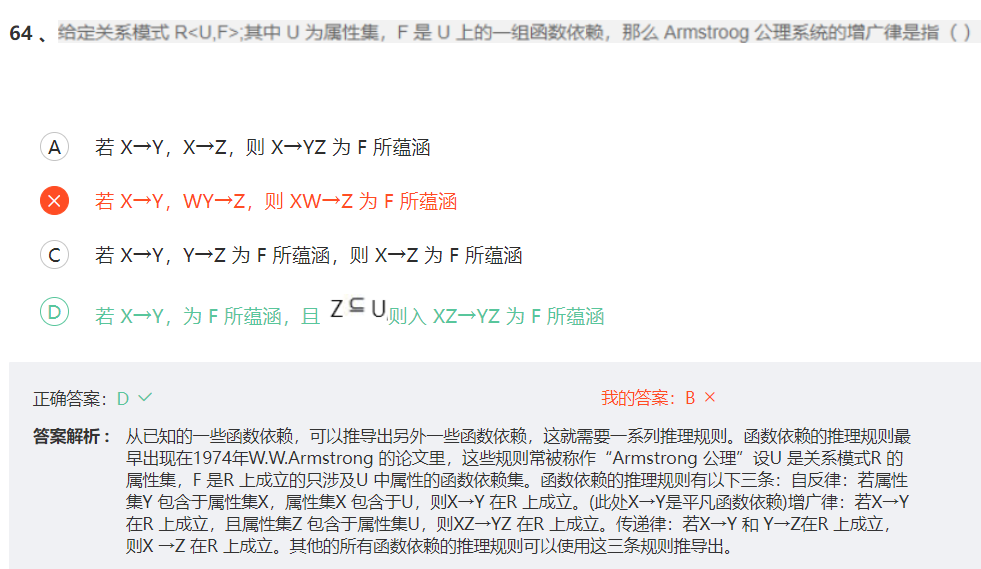 64 、给定关系模式 R<U,F>;其中 U 为属性集，F 是 U 上的一组函数依赖，那么 Armstroog 公理系统的增广律是指（ ）
A 若 X→Y，X→Z，则 X→YZ 为 F 所蕴涵
若 X→Y，WY→Z，则 XW→Z 为 F 所蕴涵
C 若 X→Y，Y→Z 为 F 所蕴涵，则 X→Z 为 F 所蕴涵
D 若 X→Y，为 F 所蕴涵，且 Z⊆U,则入 XZ→YZ 为 F 所蕴涵
正确答案：D 我的答案：B
答案解析： 从已知的一些函数依赖，可以推导出另外一些函数依赖，这就需要一系列推理规则。函数依赖的推理规则最
早出现在1974年W.W.Armstrong 的论文里，这些规则常被称作“Armstrong 公理”设U 是关系模式R 的
属性集，F 是R 上成立的只涉及U 中属性的函数依赖集。函数依赖的推理规则有以下三条：自反律：若属性
集Y 包含于属性集X，属性集X 包含于U，则X→Y 在R 上成立。(此处X→Y是平凡函数依赖)增广律：若X→Y
在R 上成立，且属性集Z 包含于属性集U，则XZ→YZ 在R 上成立。传递律：若X→Y 和 Y→Z在R 上成立，
则X →Z 在R 上成立。其他的所有函数依赖的推理规则可以使用这三条规则推导出。